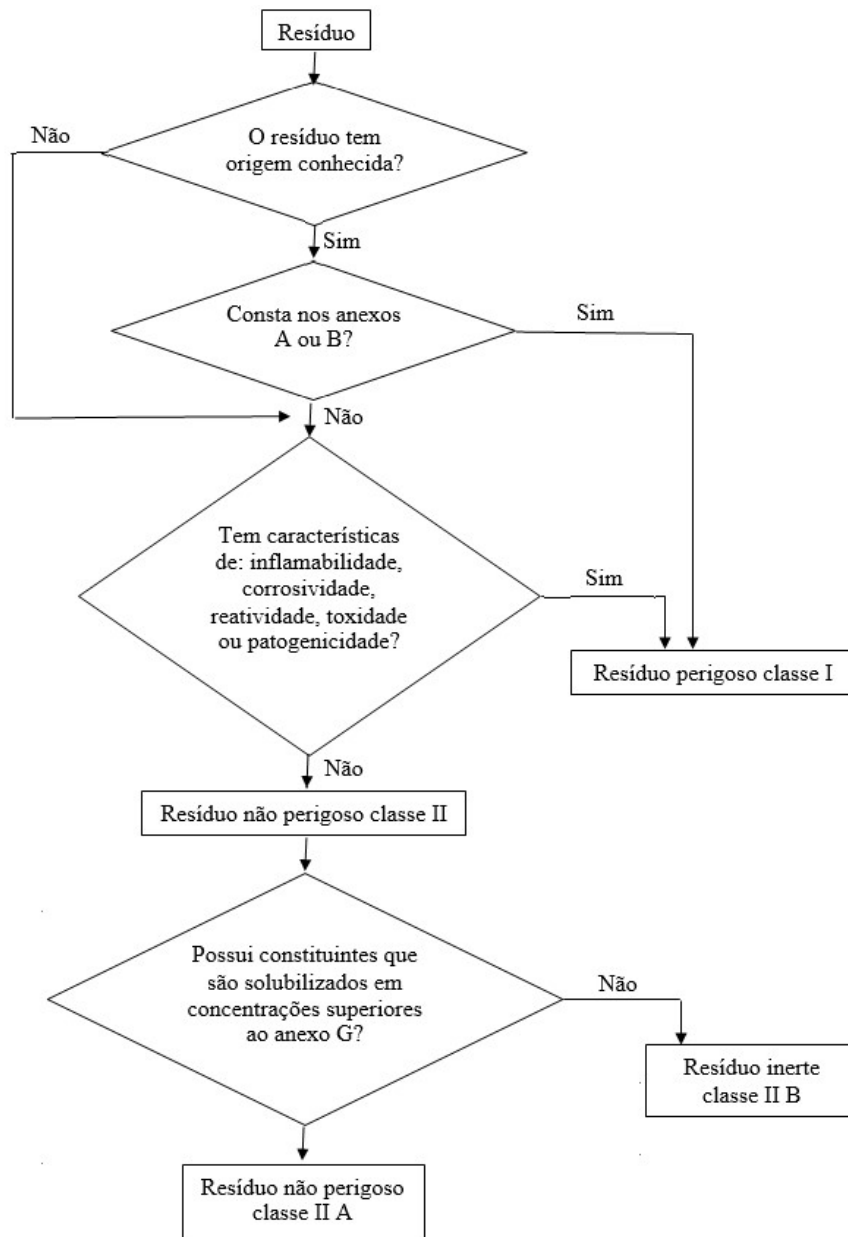 Resíduo
Não
O resíduo tem
origem conhecida?
Sim
Consta nos anexos
A ou B?
Sim
Não
Tem características
de: inflamabilidade,
corrosividade,
reatividade, toxidade
ou patogenicidade?
Sim
Resíduo perigoso classe I
Não
Resíduo não perigoso classe II
Possui constituintes que
são solubilizados em
concentrações superiores
ao anexo G?
Não
Resíduo inerte
classe II B
Resíduo não perigoso
classe II A